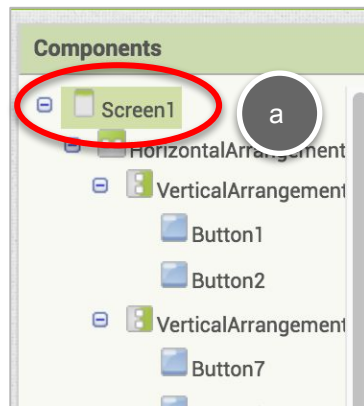 Components
Screen1
a
HorizontalArrangement
VerticalArrangement
Button1
Button2
VerticalArrangement
Button7